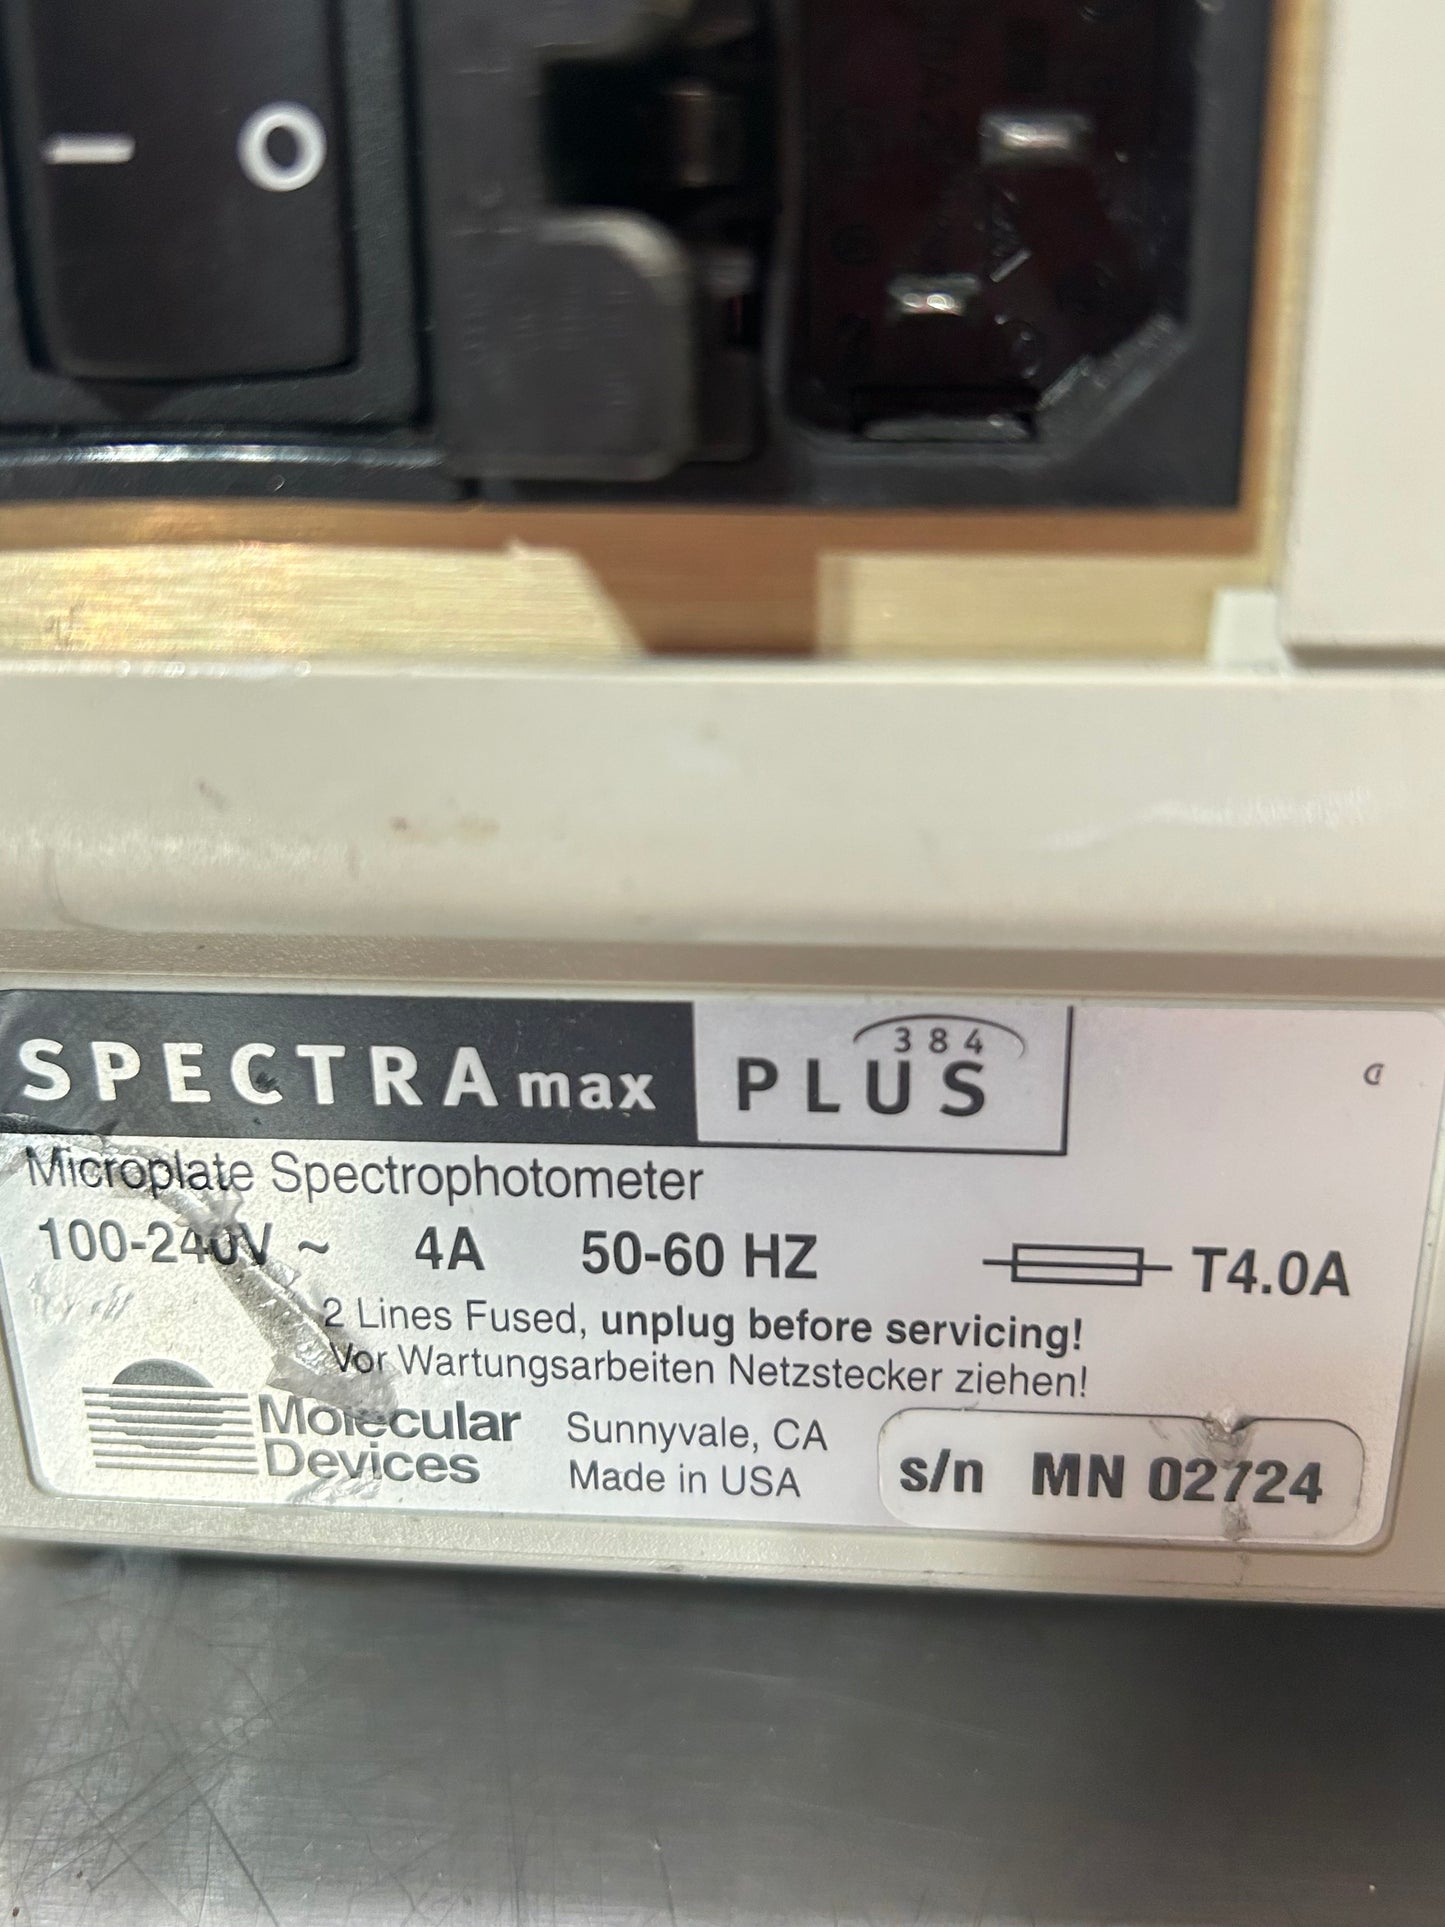 SPECTRAmax PLUS 384
Microplate Spectrophotometer
100-240V ~ 4A 50-60 HZ T4.0A
2 Lines Fused, unplug before servicing!
Vor Wartungsarbeiten Netzstecker ziehen!
Molecular
Devices
Sunnyvale, CA
Made in USA
s/n MN 02724